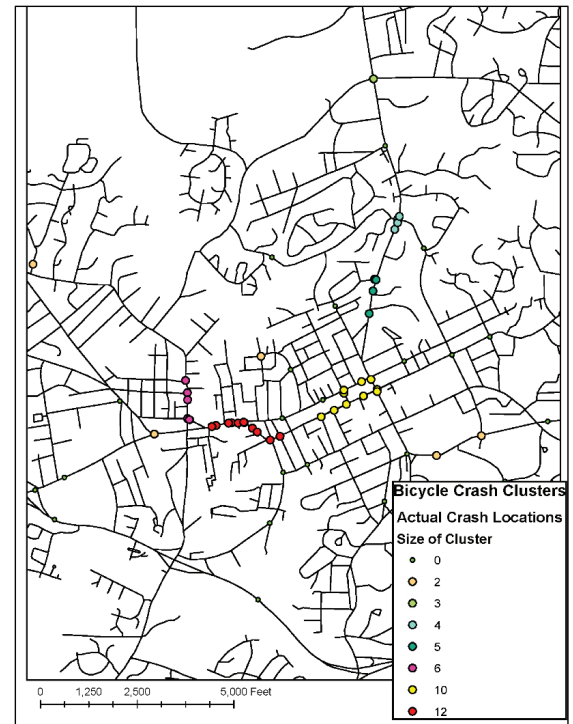 Bicycle Crash Clusters
Actual Crash Locations
Size of Cluster
0
2
3
4
5
6
10
12
0 1,250 2,500 5,000 Feet